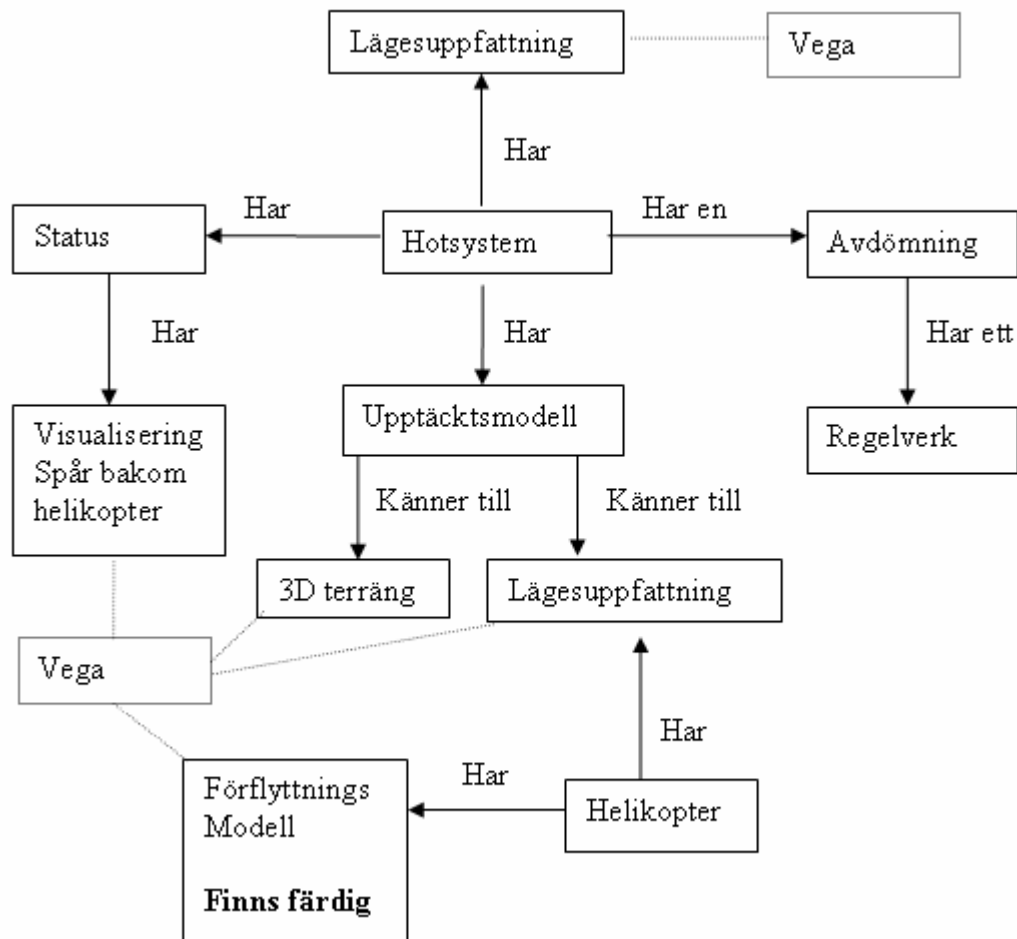 Lägesuppfattning
Vega
Har
Status
Har
Hotsystem
Har en
Avdömning
Har
Har
Har ett
Visualisering
Spår bakom
helikopter
Upptäcktsmodell
Regelverk
Känner till
Känner till
3D terräng
Lägesuppfattning
Vega
Har
Har
Förflyttnings
Modell
Finns färdig
Helikopter